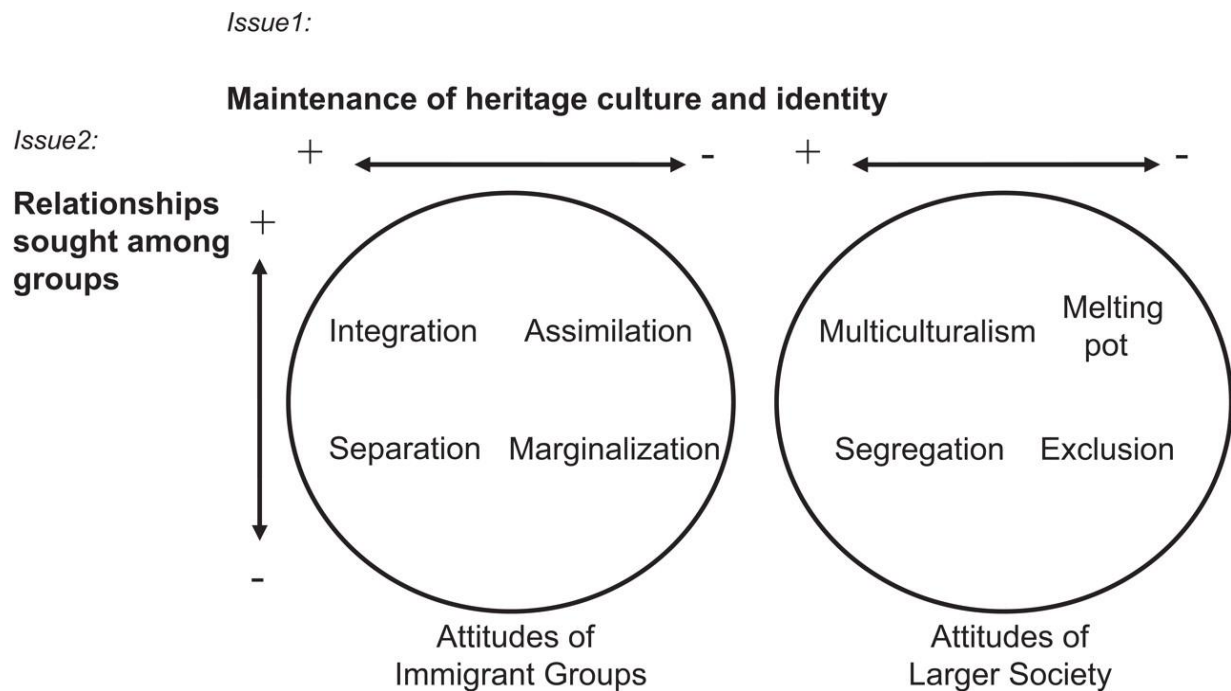 Issue1:
Maintenance of heritage culture and identity
Issue2:
+ - + -
Relationships
sought among
groups
+
-
Integration Assimilation
Separation Marginalization
Multiculturalism Melting
pot
Segregation Exclusion
Attitudes of
Immigrant Groups
Attitudes of
Larger Society